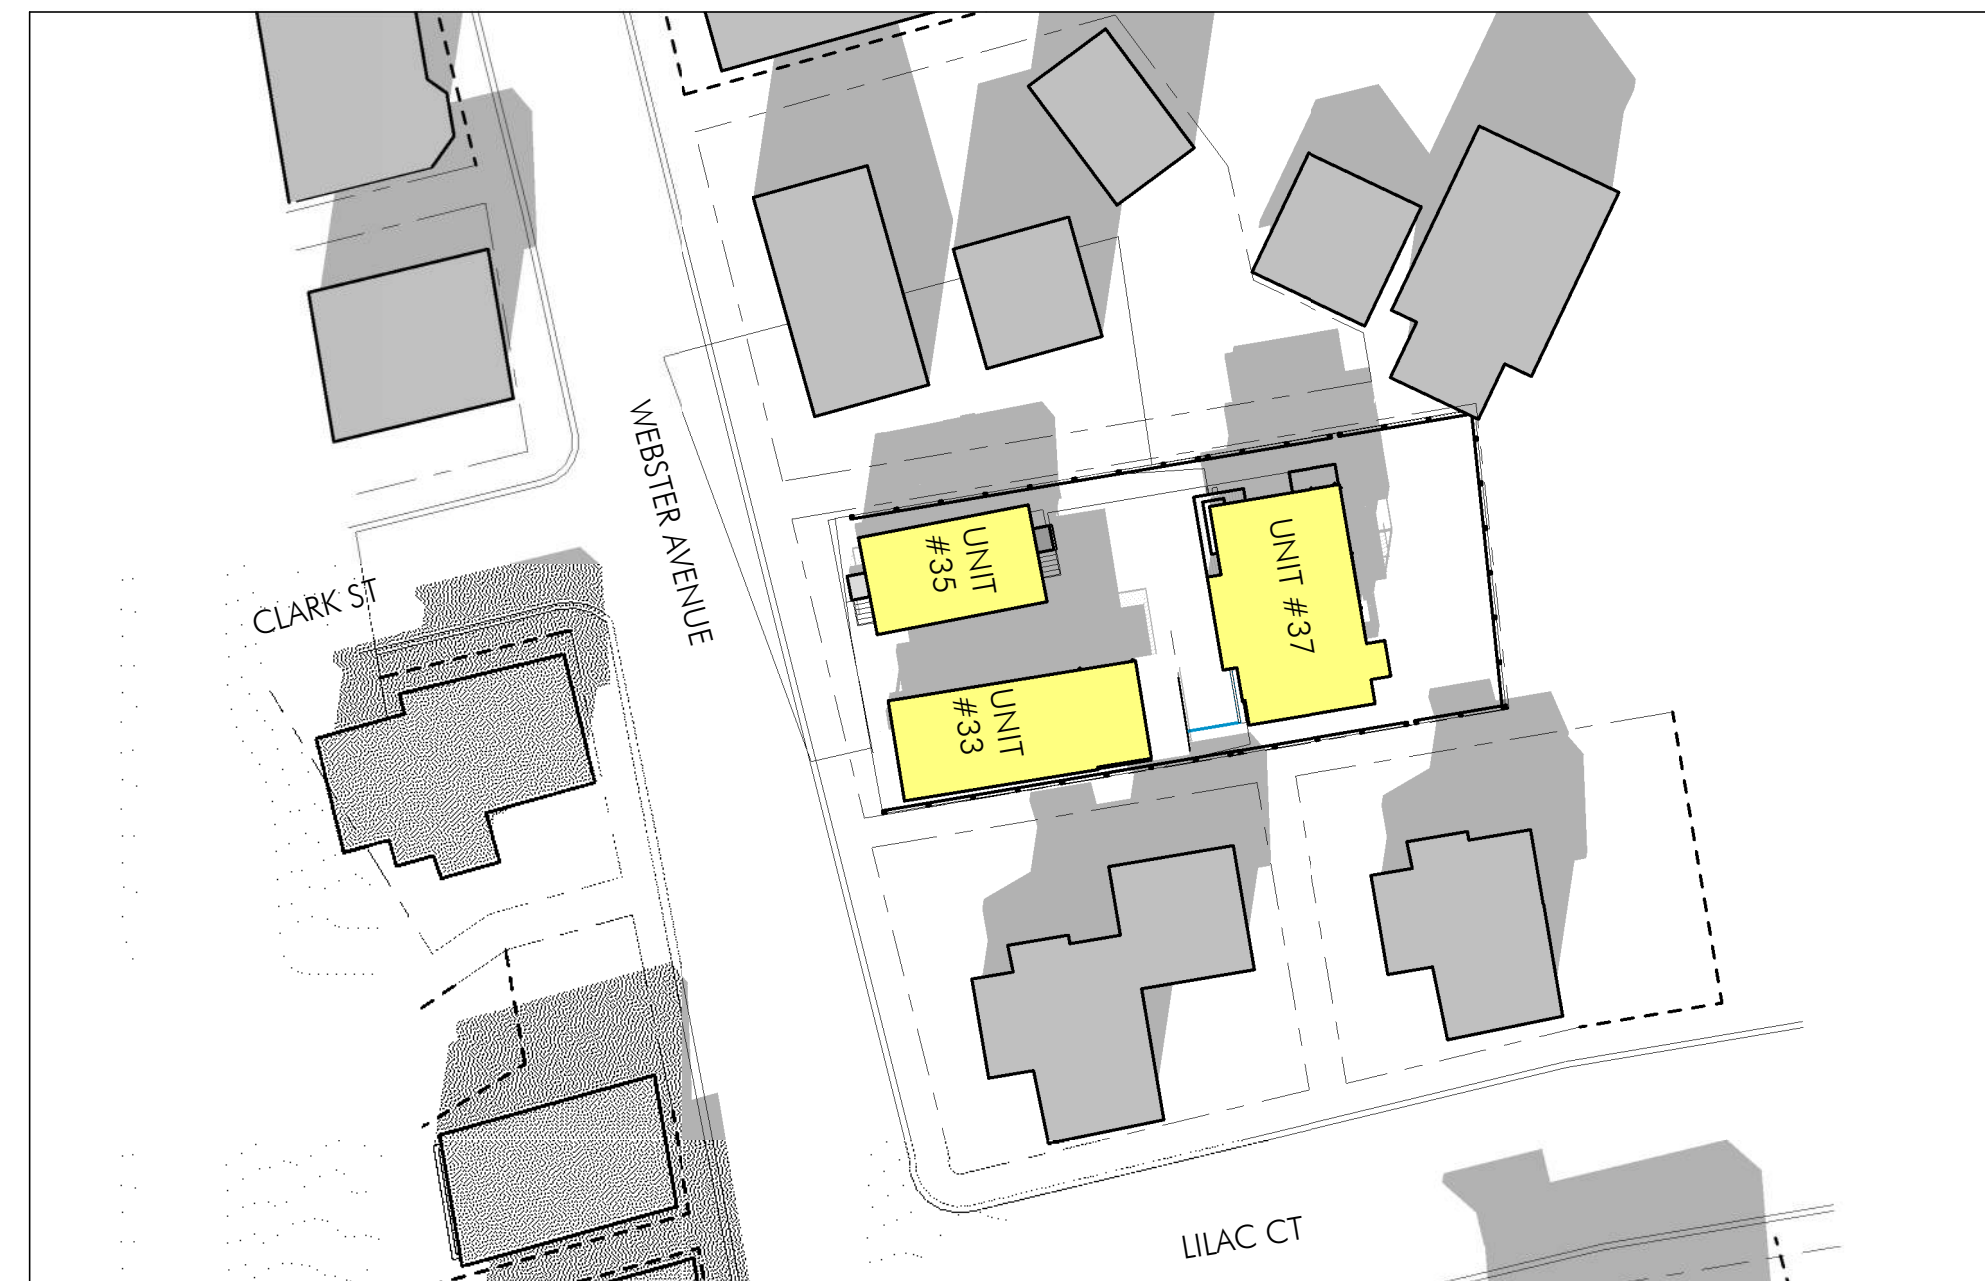 WEBSTER AVENUE
CLARK ST
UNIT
#35
UNIT #37
UNIT
#33
LILAC CT